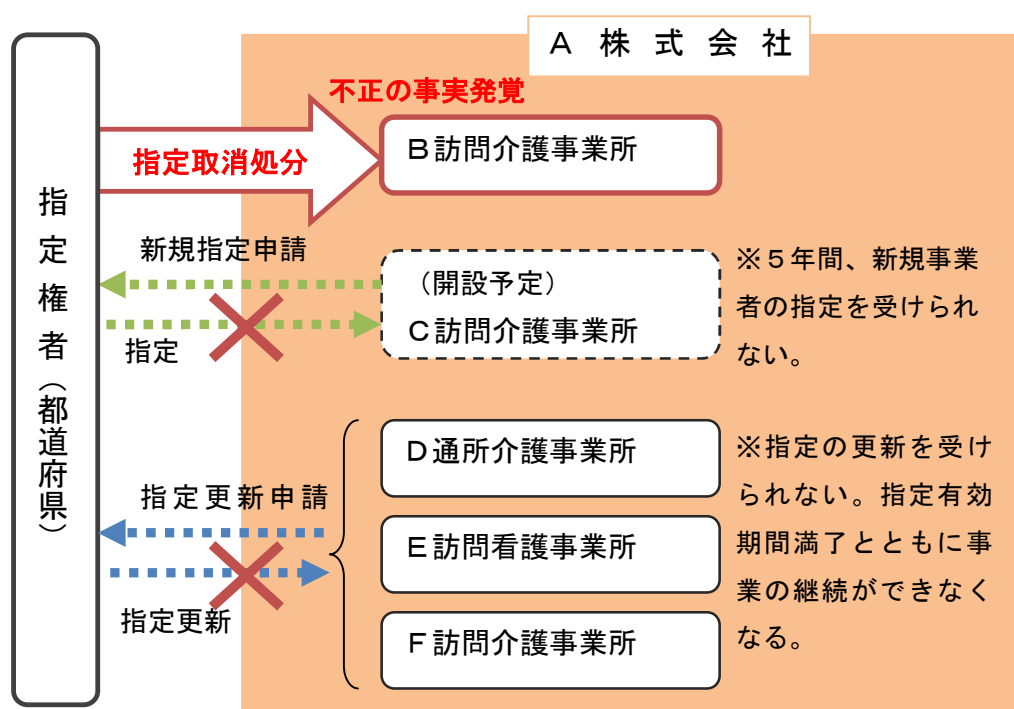 A株式会社
不正の事実発覚
B訪問介護事業所
指定取消処分
指定権者（都道府県）
新規指定申請
（開設予定）
C訪問介護事業所
指定
※５年間、新規事業
者の指定を受けられ
ない。
D通所介護事業所
指定更新申請
E訪問看護事業所
指定更新
F訪問介護事業所
※指定の更新を受け
られない。指定有効
期間満了とともに事
業の継続ができなく
なる。